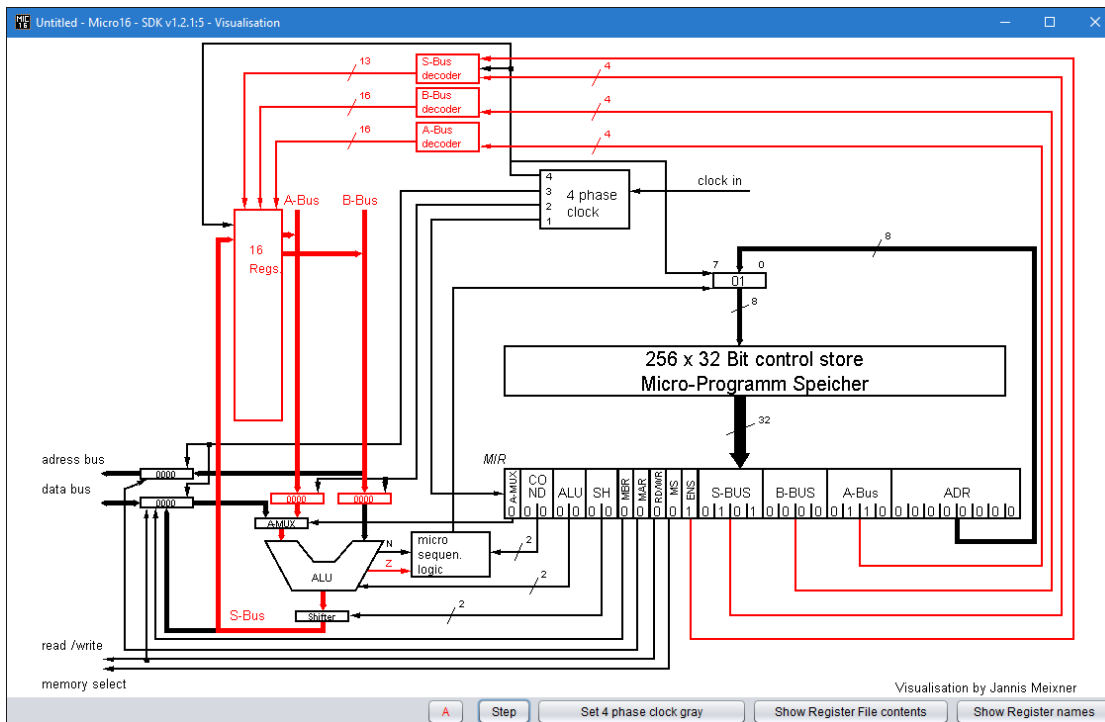 MIC 16
Untitled - Micro16 - SDK v1.2.1:5 - Visualisation
13
S-Bus
decoder
4
16
B-Bus
decoder
4
16
A-Bus
decoder
4
A-Bus
B-Bus
4
3
2
1
4 phase
clock
clock in
16
Regs.
8
7
0
01
8
256 x 32 Bit control store
Micro-Programm Speicher
32
adress bus
0000
data bus
0000
0000
0000
MIR
A-MUX
CO
ND
ALU
SH
MBR
MAR
RD/WR
MS
ENS
S-BUS
B-BUS
A-Bus
ADR
0 0 0 0 0 0 0 0 0 0 0 1 0 1 0 1 0 0 0 0 0 1 1 0 0 0 0 0 0 0 0 0
A-MUX
N
Z
micro
sequen.
logic
2
ALU
2
S-Bus
Shifter
2
read /write
memory select
Visualisation by Jannis Meixner
A
Step
Set 4 phase clock gray
Show Register File contents
Show Register names